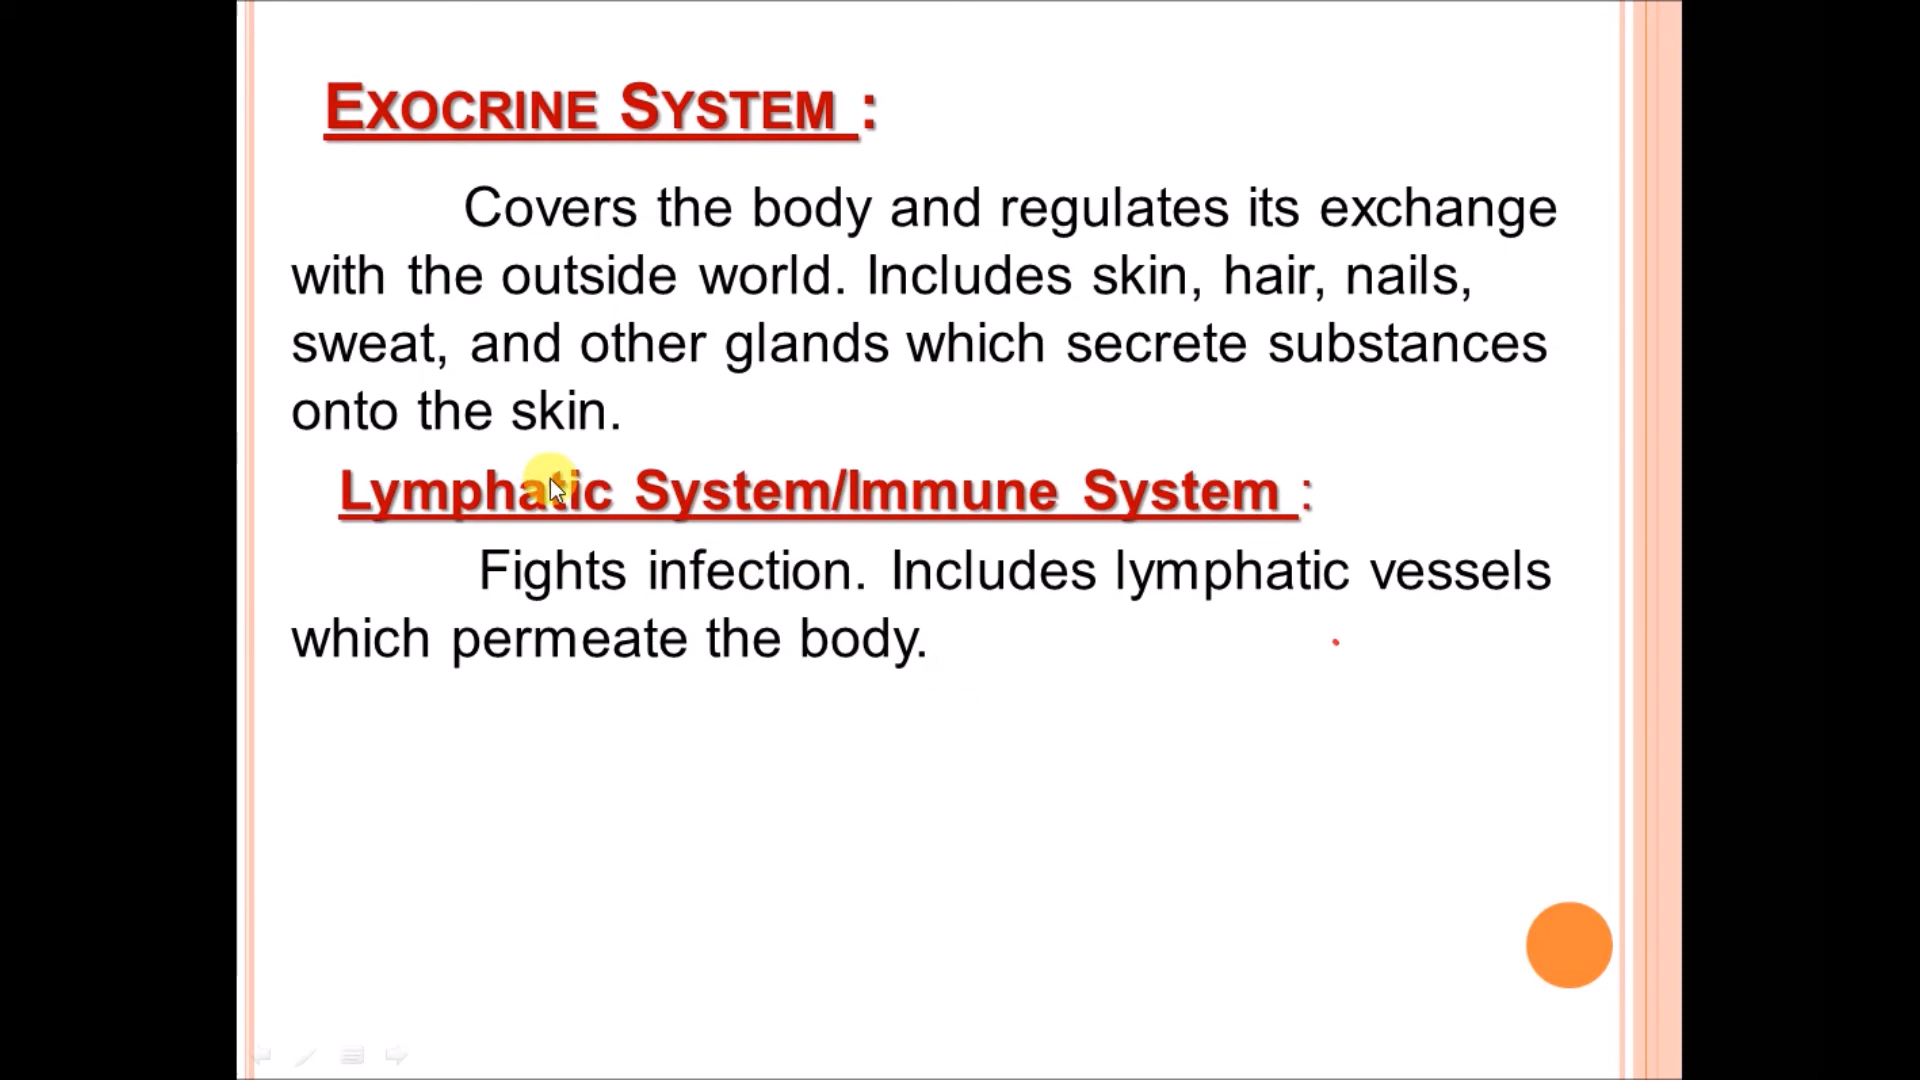 EXOCRINE SYSTEM :
Covers the body and regulates its exchange
with the outside world. Includes skin, hair, nails,
sweat, and other glands which secrete substances
onto the skin.
Lymphatic System/Immune System :
Fights infection. Includes lymphatic vessels
which permeate the body.